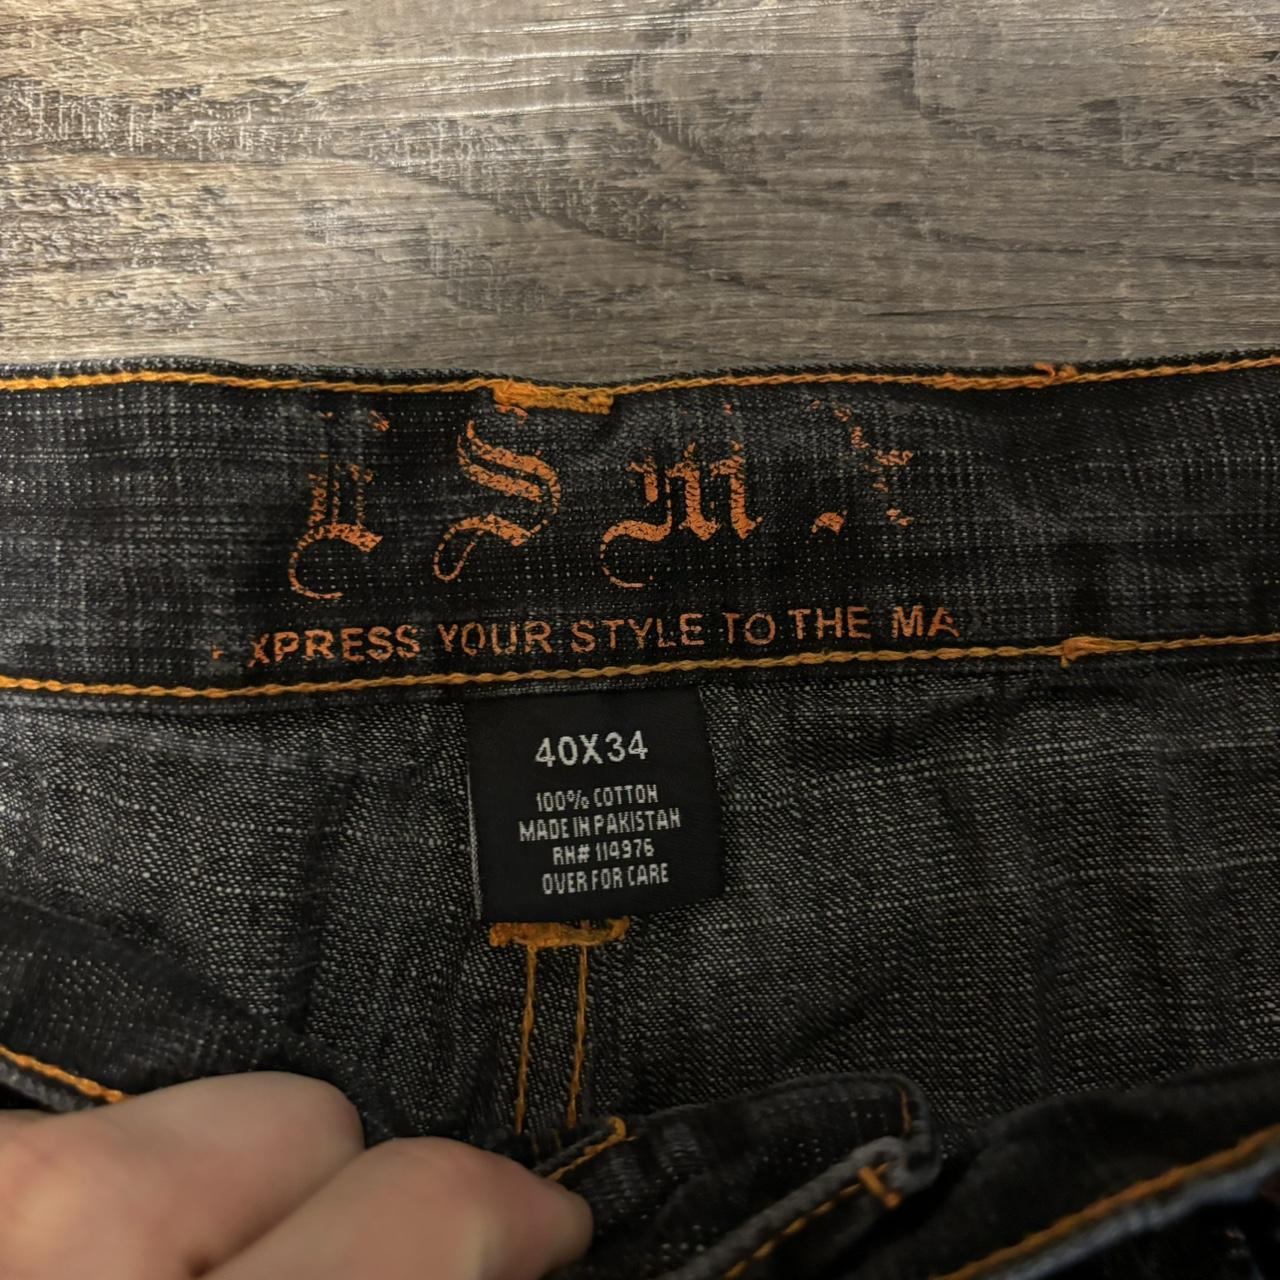 XPRESS YOUR STYLE TO THE MA
40X34
100% COTTON
MADE IN PAKISTAN
RN# 114976
OVER FOR CARE